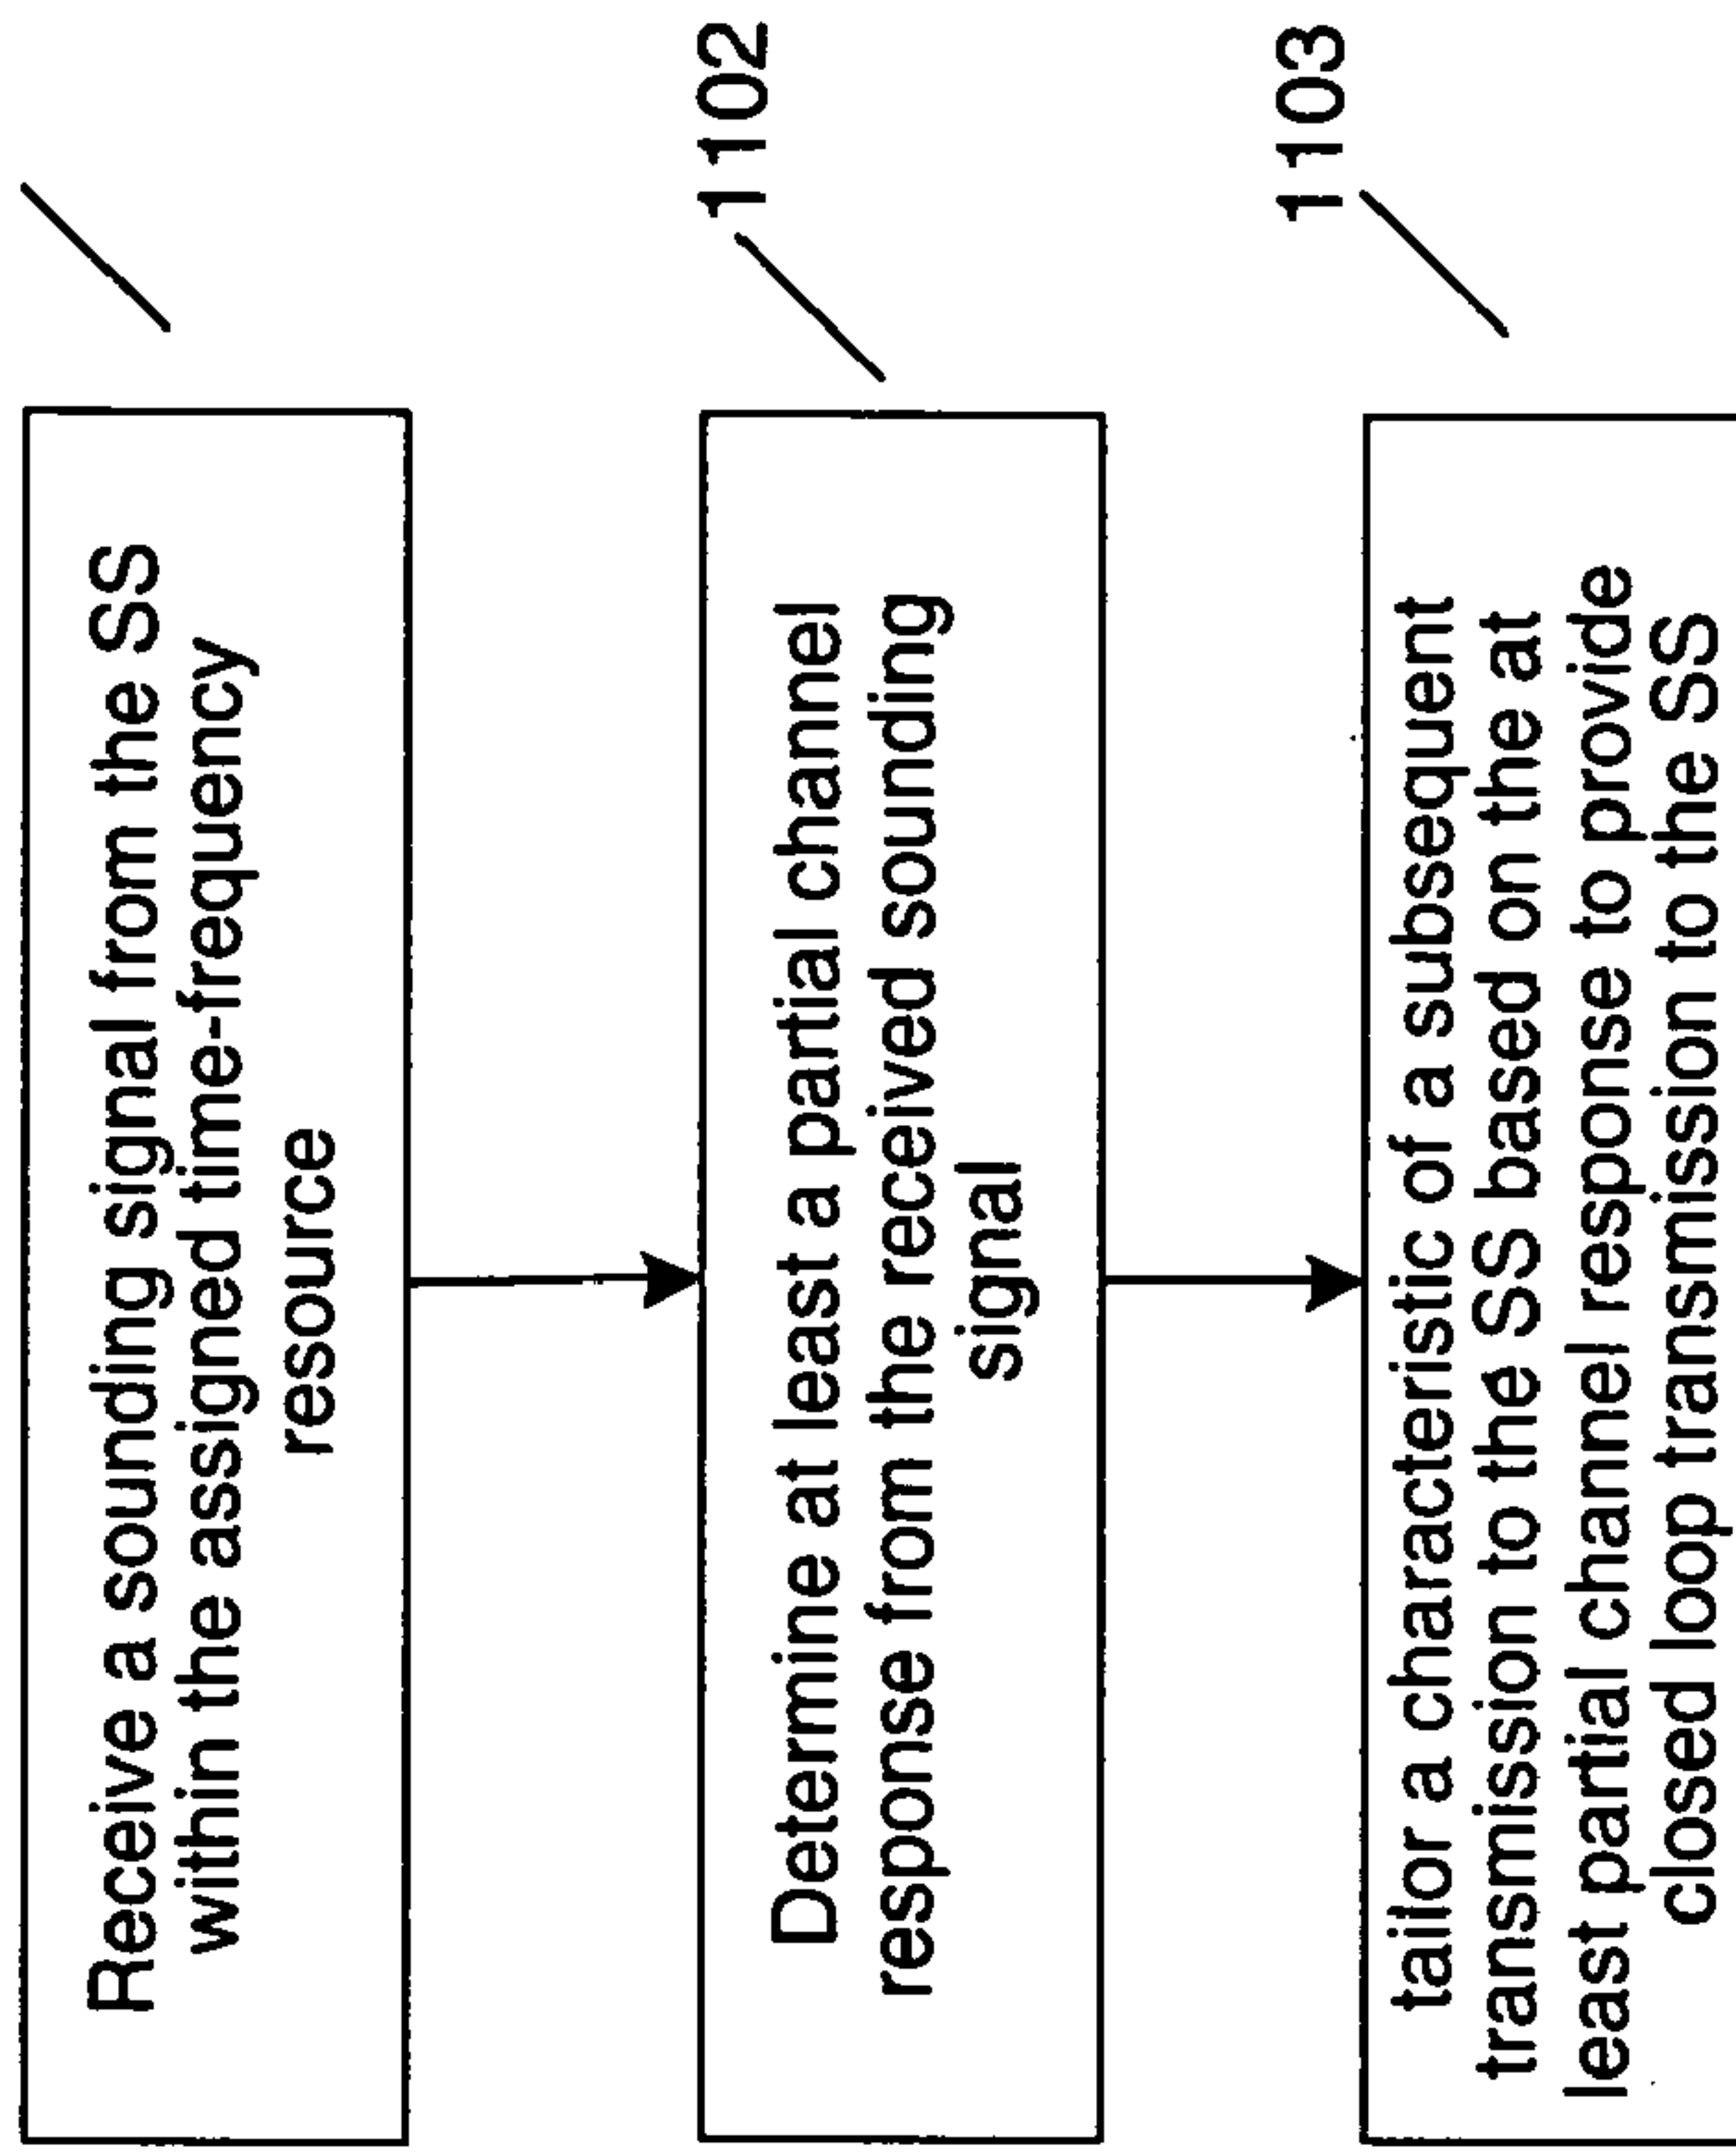 Receive a sounding signal from the SS
within the assigned time-frequency
resource
1102
Determine at least a partial channel
response from the received sounding
signal
1103
tailor a characteristic of a subsequent
transmission to the SS based on the at
least partial channel response to provide
closed loop transmission to the SS